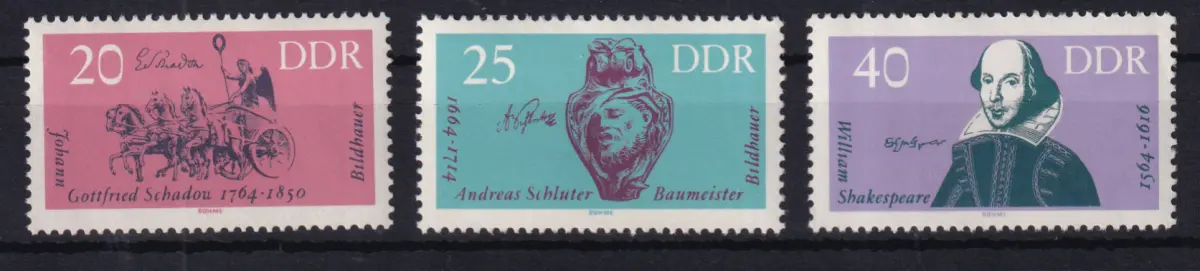 20 DDR
G Schadow
Johann
Gottfried Schadow 1764-1850
Bildhauer
25 DDR
1664-1714
Andreas Schluter Baumeister
Bildhauer
40 DDR
William
Shakespeare
1564-1616